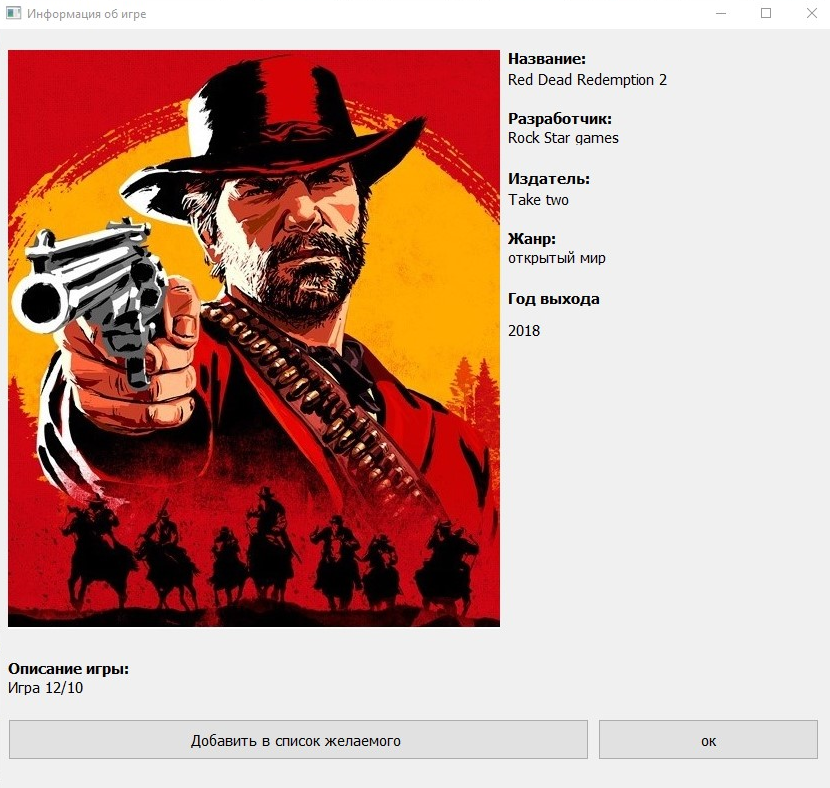 Информация об игре
Название:
Red Dead Redemption 2
Разработчик:
Rock Star games
Издатель:
Take two
Жанр:
открытый мир
Год выхода
2018
Описание игры:
Игра 12/10
Добавить в список желаемого
ок